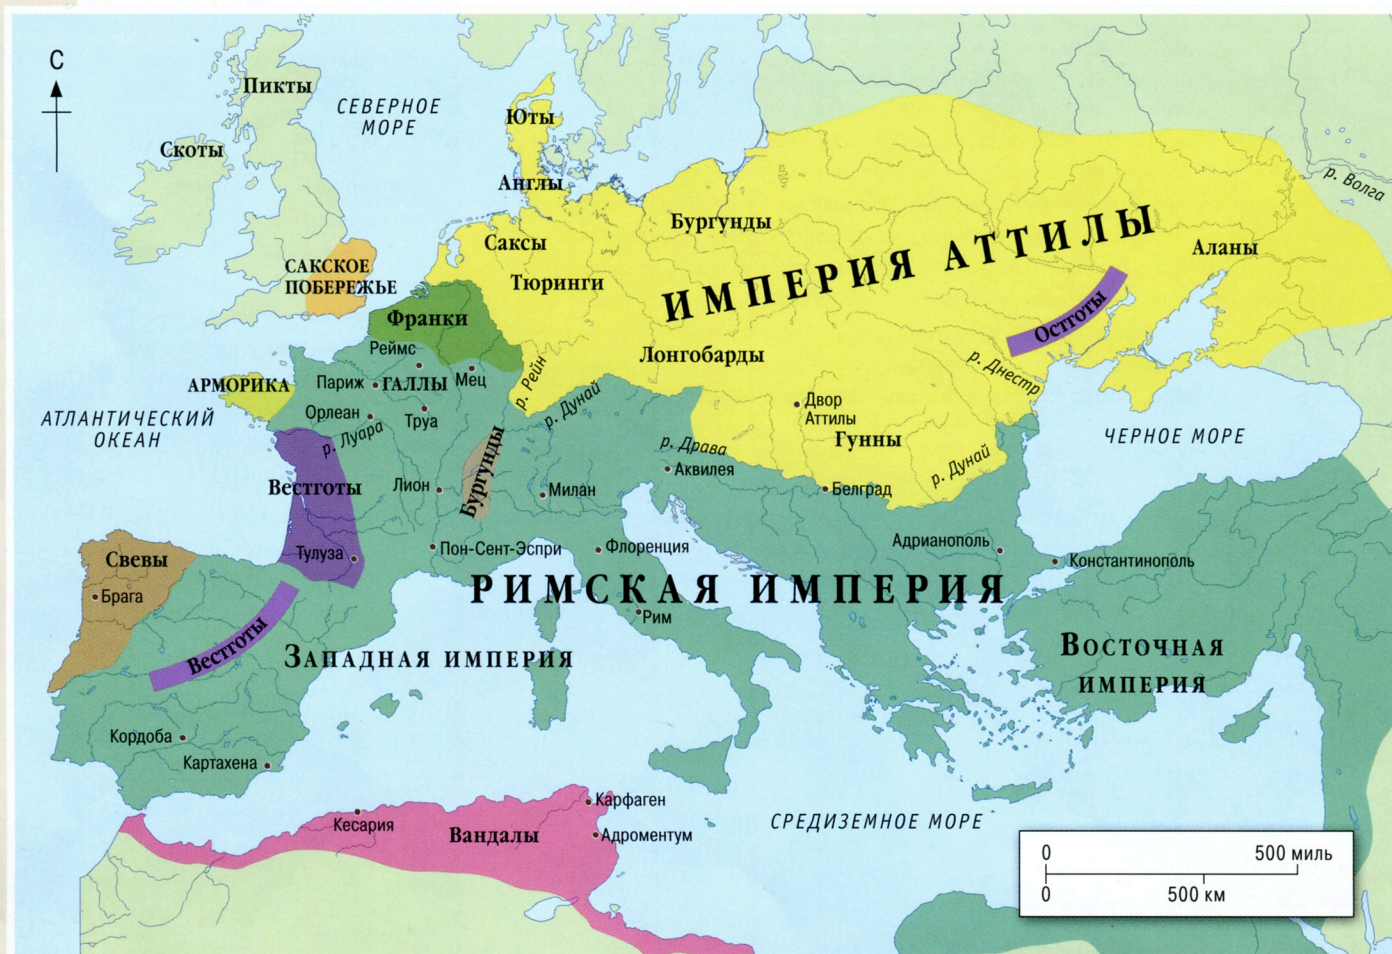 С
Пикты
СЕВЕРНОЕ
МОРЕ
Скоты
Юты
Англы
Саксы
Тюринги
Бургунды
ИМПЕРИЯ АТТИЛЫ
р. Волга
Аланы
САКСКОЕ
ПОБЕРЕЖЬЕ
Франки
Остготы
Реймс
Лонгобарды
р. Днестр
АРМОРИКА
Париж
ГАЛЛЫ
Мец
р. Рейн
р. Дунай
Орлеан
Труа
Двор
Аттилы
АТЛАНТИЧЕСКИЙ
ОКЕАН
р. Луара
Гунны
ЧЕРНОЕ МОРЕ
р. Драва
Аквилея
р. Дунай
Бургунды
Вестготы
Лион
Милан
Белград
Тулуза
Пон-Сент-Эспри
Флоренция
Адрианополь
Константинополь
Свевы
Брага
РИМСКАЯ ИМПЕРИЯ
Рим
Вестготы
ЗАПАДНАЯ ИМПЕРИЯ
ВОСТОЧНАЯ
ИМПЕРИЯ
Кордоба
Картахена
Карфаген
Кесария
Вандалы
Адроментум
СРЕДИЗЕМНОЕ МОРЕ
0
500 миль
0
500 км